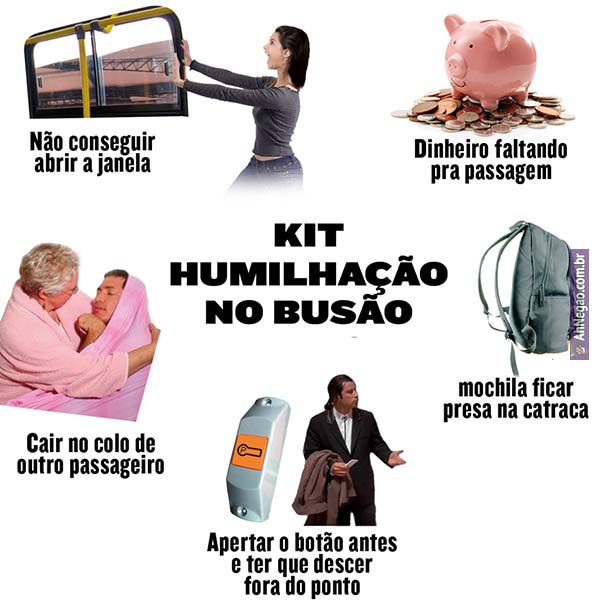 Não conseguir
abrir a janela
Dinheiro faltando
pra passagem
KIT
HUMILHAÇÃO
NO BUSÃO
AhNegão.com.br
Cair no colo de
outro passageiro
mochila ficar
presa na catraca
Apertar o botão antes
e ter que descer
fora do ponto